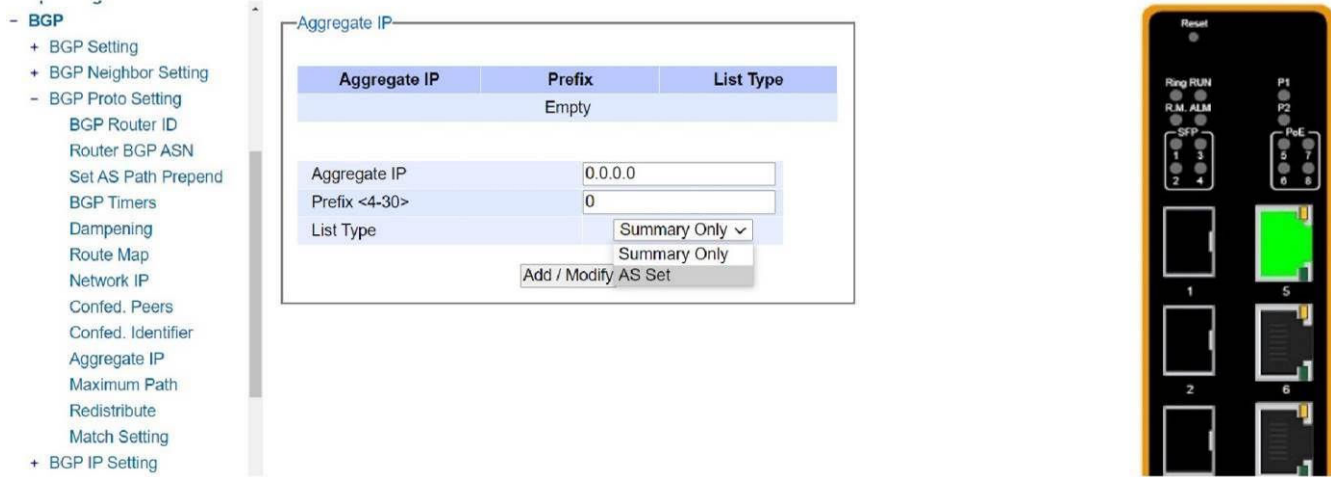 - BGP
+ BGP Setting
+ BGP Neighbor Setting
- BGP Proto Setting
BGP Router ID
Router BGP ASN
Set AS Path Prepend
BGP Timers
Dampening
Route Map
Network IP
Confed. Peers
Confed. Identifier
Aggregate IP
Maximum Path
Redistribute
Match Setting
+ BGP IP Setting
Aggregate IP
Aggregate IP Prefix List Type
Empty
Aggregate IP 0.0.0.0
Prefix <4-30> 0
List Type Summary Only
Summary Only
Add / Modify AS Set
Reset
Ring RUN P1
R.M. ALM P2
SFP PoE
1 3 5 7
2 4 6 8
1 5
2 6